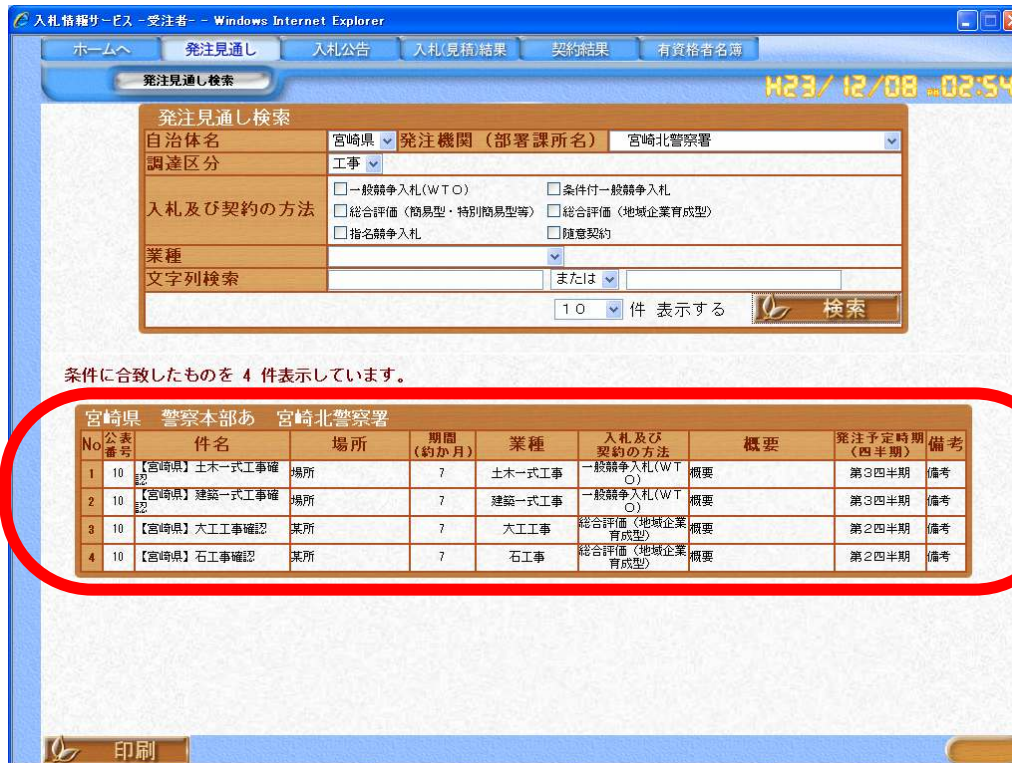 入札情報サービス -受注者- - Windows Internet Explorer
ホームへ 発注見通し 入札公告 入札(見積)結果 契約結果 有資格者名簿
発注見通し検索
H23/12/08 02:54
発注見通し検索
自治体名 宮崎県 発注機関（部署課所名） 宮崎北警察署
調達区分 工事
入札及び契約の方法
一般競争入札(WTO) 条件付一般競争入札
総合評価（簡易型・特別簡易型等） 総合評価（地域企業育成型）
指名競争入札 随意契約
業種
文字列検索 または
10 件 表示する 検索
条件に合致したものを 4 件表示しています。
宮崎県 警察本部あ 宮崎北警察署
No 公表番号 件名 場所 期間(約か月) 業種 入札及び契約の方法 概要 発注予定時期(四半期) 備考
1 10 【宮崎県】土木一式工事確認 場所 7 土木一式工事 一般競争入札(WTO) 概要 第3四半期 備考
2 10 【宮崎県】建築一式工事確認 場所 7 建築一式工事 一般競争入札(WTO) 概要 第3四半期 備考
3 10 【宮崎県】大工工事確認 某所 7 大工工事 総合評価（地域企業育成型） 概要 第2四半期 備考
4 10 【宮崎県】石工事確認 某所 7 石工事 総合評価（地域企業育成型） 概要 第2四半期 備考
印刷